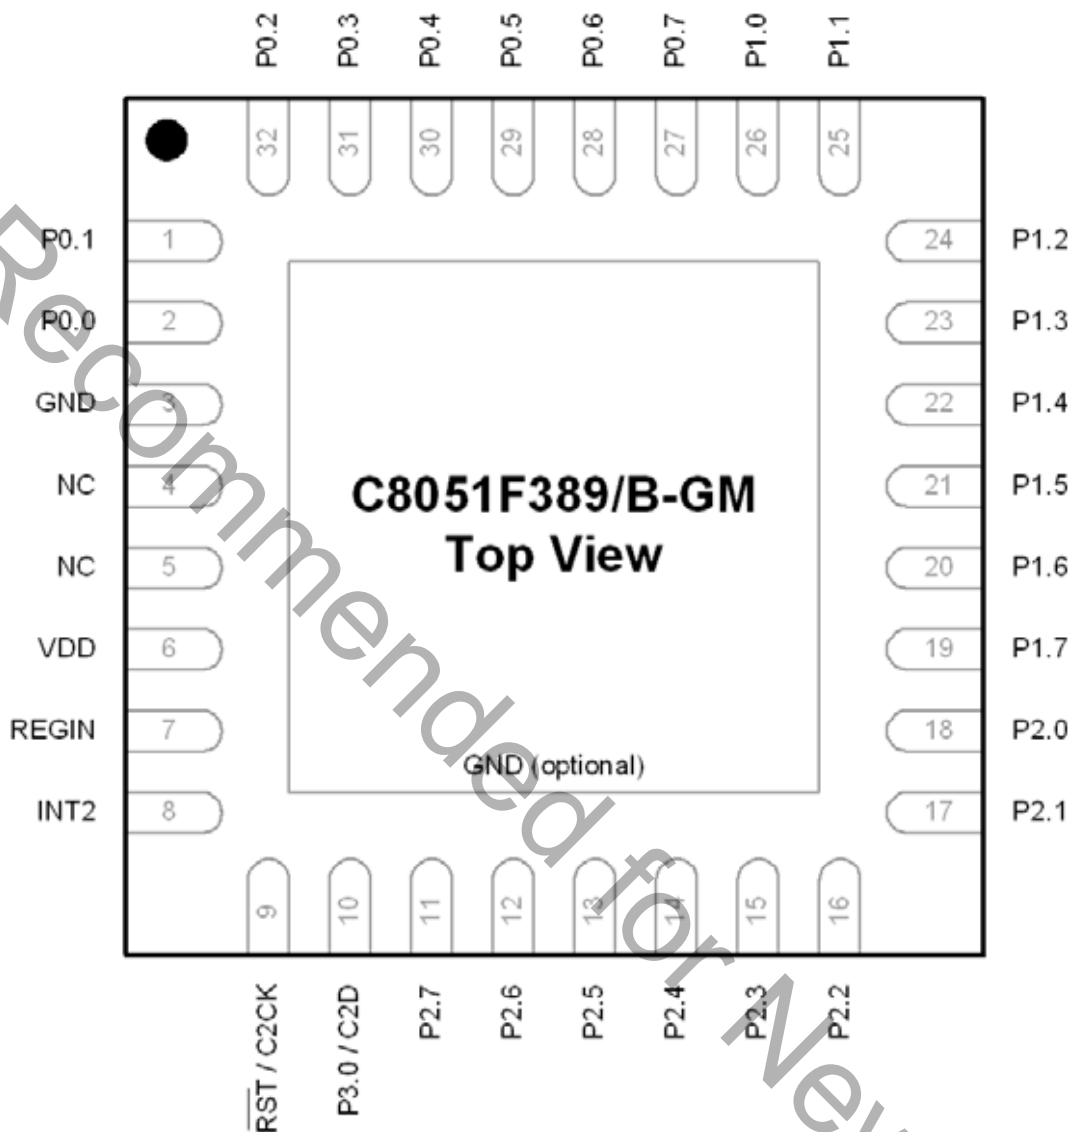 P0.2 P0.3 P0.4 P0.5 P0.6 P0.7 P1.0 P1.1
32 31 30 29 28 27 26 25
P0.1 1 24 P1.2
P0.0 2 23 P1.3
GND 3 22 P1.4
NC 4 21 P1.5
NC 5 20 P1.6
VDD 6 19 P1.7
REGIN 7 18 P2.0
INT2 8 17 P2.1
C8051F389/B-GM
Top View
GND (optional)
9 10 11 12 13 14 15 16
RST / C2CK P3.0 / C2D P2.7 P2.6 P2.5 P2.4 P2.3 P2.2
Recommended for New